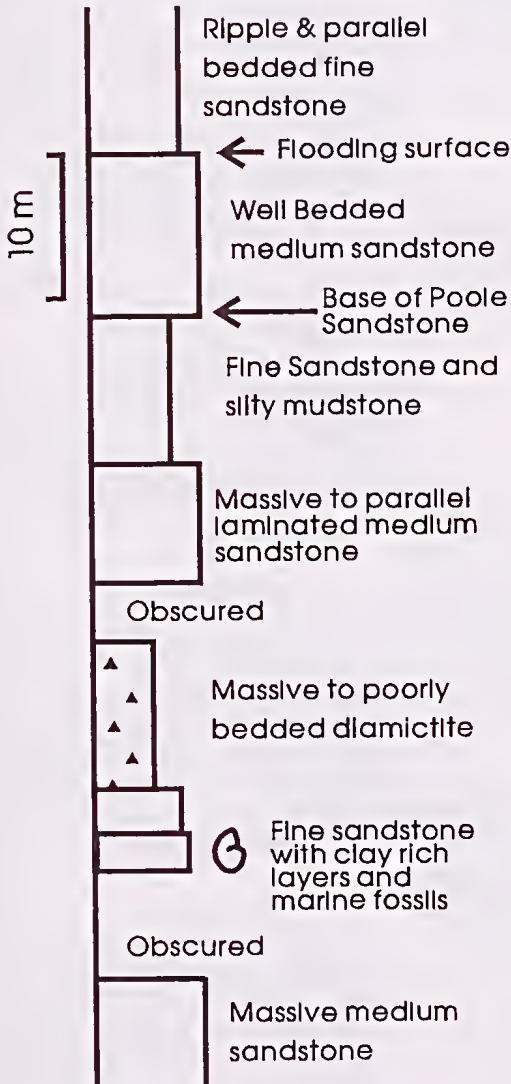 Ripple & parallel
bedded fine
sandstone
Flooding surface
10 m
Well Bedded
medium sandstone
Base of Poole
Sandstone
Fine Sandstone and
silty mudstone
Massive to parallel
laminated medium
sandstone
Obscured
Massive to poorly
bedded diamictite
Fine sandstone
with clay rich
layers and
marine fossils
Obscured
Massive medium
sandstone